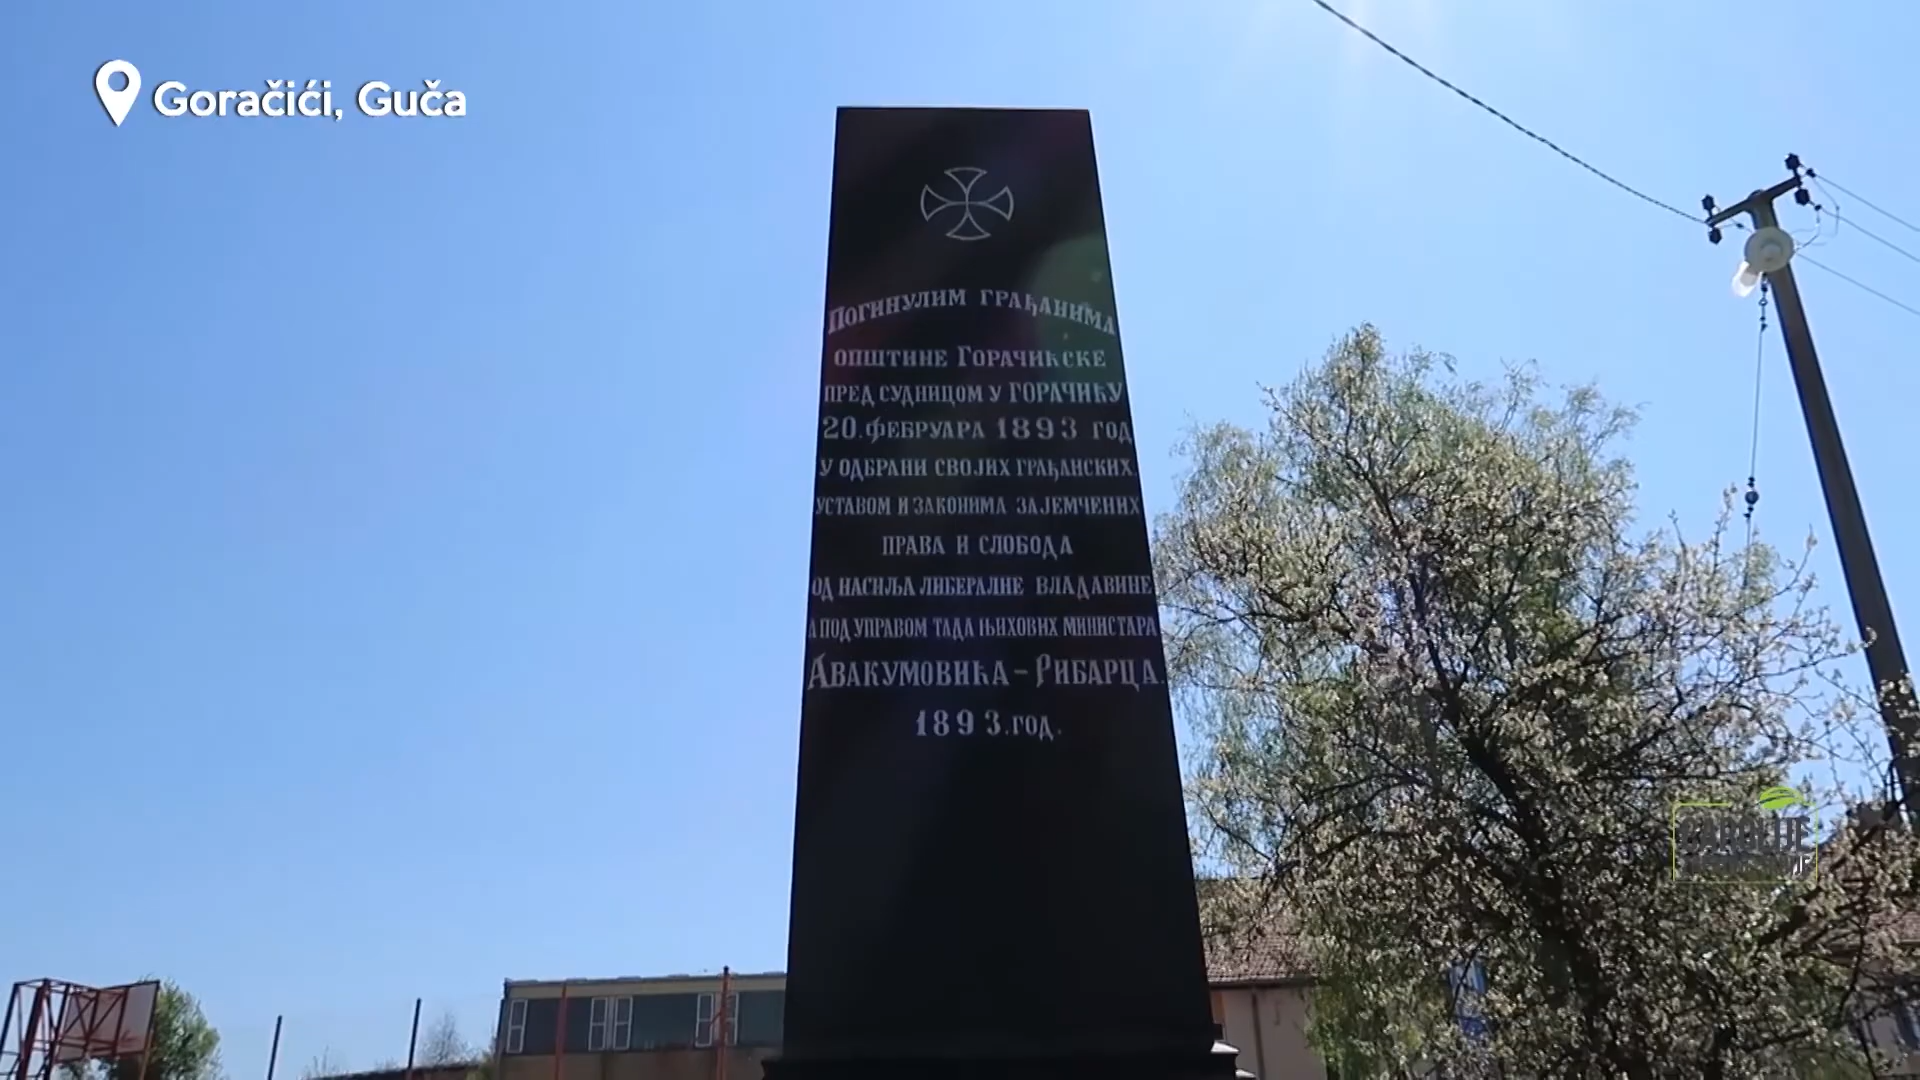 Goračići, Guča
Погинулим грађанима
општине Горачићске
пред судницом у Горачићу
20. фебруара 1893 год
у одбрани својих грађанских.
уставом и законима зајемчених
права и слобода
од насиља либералне владавине
а под управом тада њихових министара
Авакумовића – Рибарца.
1893. год.